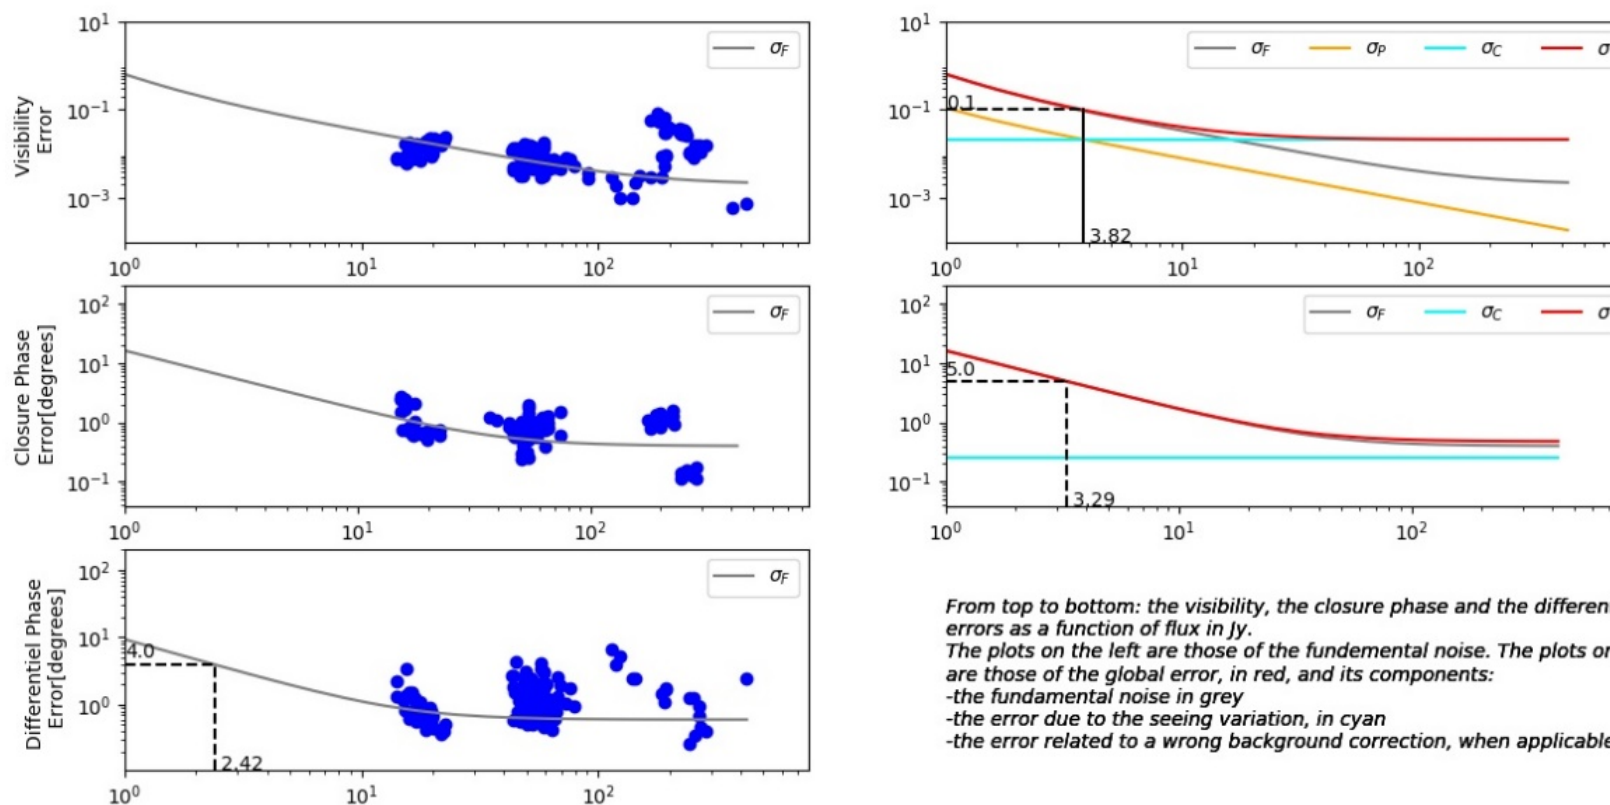 Visibility
Error
10¹
10⁻¹
10⁻³
σF
10⁰ 10¹ 10²
10¹
10⁻¹
10⁻³
σF σP σC σ
0.1
3.82
10⁰ 10¹ 10²
Closure Phase
Error[degrees]
10²
10¹
10⁰
10⁻¹
σF
10⁰ 10¹ 10²
10²
10¹
10⁰
10⁻¹
σF σC σ
5.0
3.29
10⁰ 10¹ 10²
Differentiel Phase
Error[degrees]
10²
10¹
10⁰
σF
4.0
2.42
10⁰ 10¹ 10²
From top to bottom: the visibility, the closure phase and the differen
errors as a function of flux in Jy.
The plots on the left are those of the fundemental noise. The plots on
are those of the global error, in red, and its components:
-the fundamental noise in grey
-the error due to the seeing variation, in cyan
-the error related to a wrong background correction, when applicable